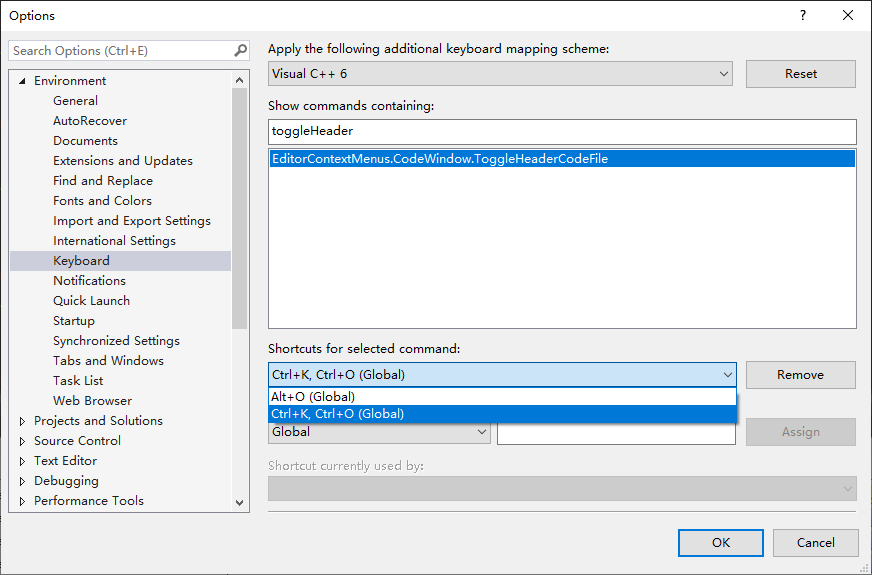 Options
?
Search Options (Ctrl+E)
Environment
General
AutoRecover
Documents
Extensions and Updates
Find and Replace
Fonts and Colors
Import and Export Settings
International Settings
Keyboard
Notifications
Quick Launch
Startup
Synchronized Settings
Tabs and Windows
Task List
Web Browser
Projects and Solutions
Source Control
Text Editor
Debugging
Performance Tools
Apply the following additional keyboard mapping scheme:
Visual C++ 6
Reset
Show commands containing:
toggleHeader
EditorContextMenus.CodeWindow.ToggleHeaderCodeFile
Shortcuts for selected command:
Ctrl+K, Ctrl+O (Global)
Remove
Alt+O (Global)
Ctrl+K, Ctrl+O (Global)
Global
Assign
Shortcut currently used by:
OK
Cancel